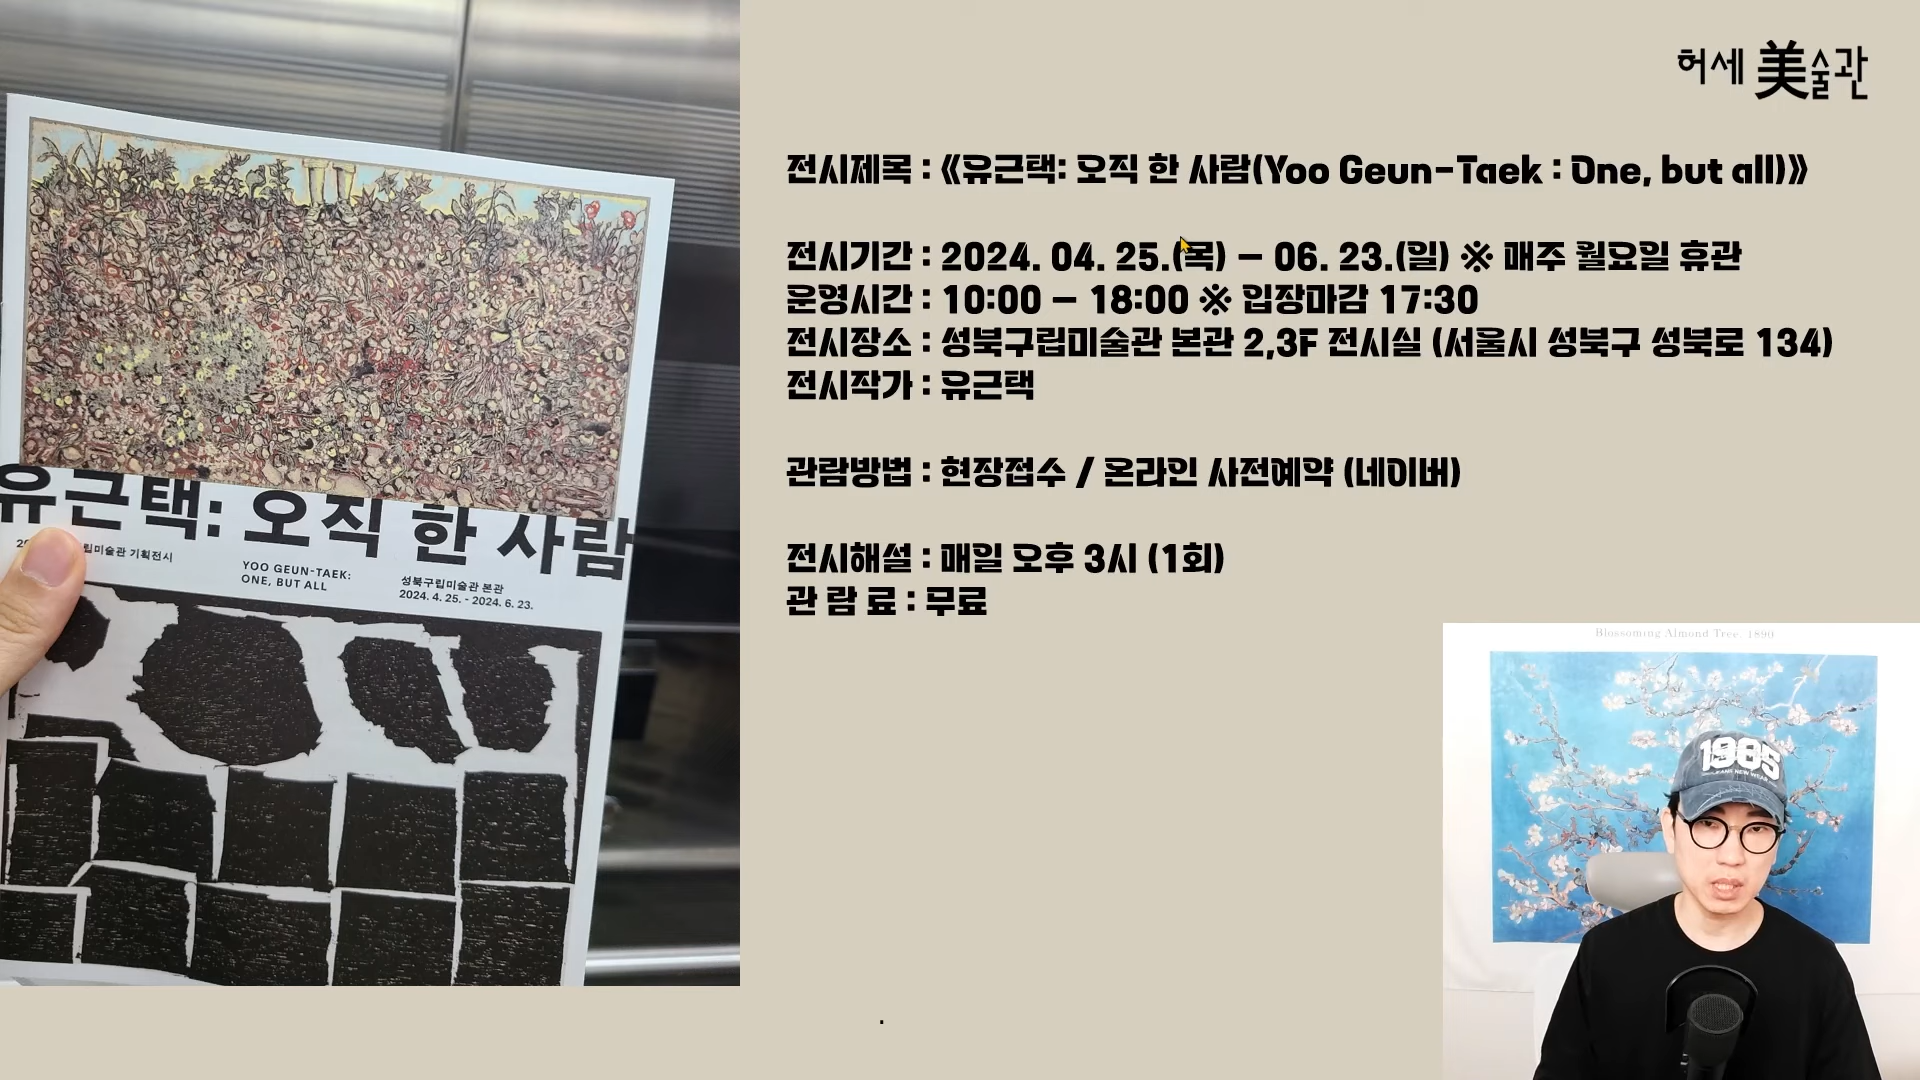 허세 美술관
전시제목 : 《유근택: 오직 한 사람(Yoo Geun-Taek : One, but all)》
전시기간 : 2024. 04. 25.(목) – 06. 23.(일) ※ 매주 월요일 휴관
운영시간 : 10:00 – 18:00 ※ 입장마감 17:30
전시장소 : 성북구립미술관 본관 2,3F 전시실 (서울시 성북구 성북로 134)
전시작가 : 유근택
관람방법 : 현장접수 / 온라인 사전예약 (네이버)
전시해설 : 매일 오후 3시 (1회)
관 람 료 : 무료
.
유근택: 오직 한 사람
립미술관 기획전시
YOO GEUN-TAEK:
ONE, BUT ALL
성북구립미술관 본관
2024. 4. 25. - 2024. 6. 23.
Blossoming Almond Tree. 1890
1985